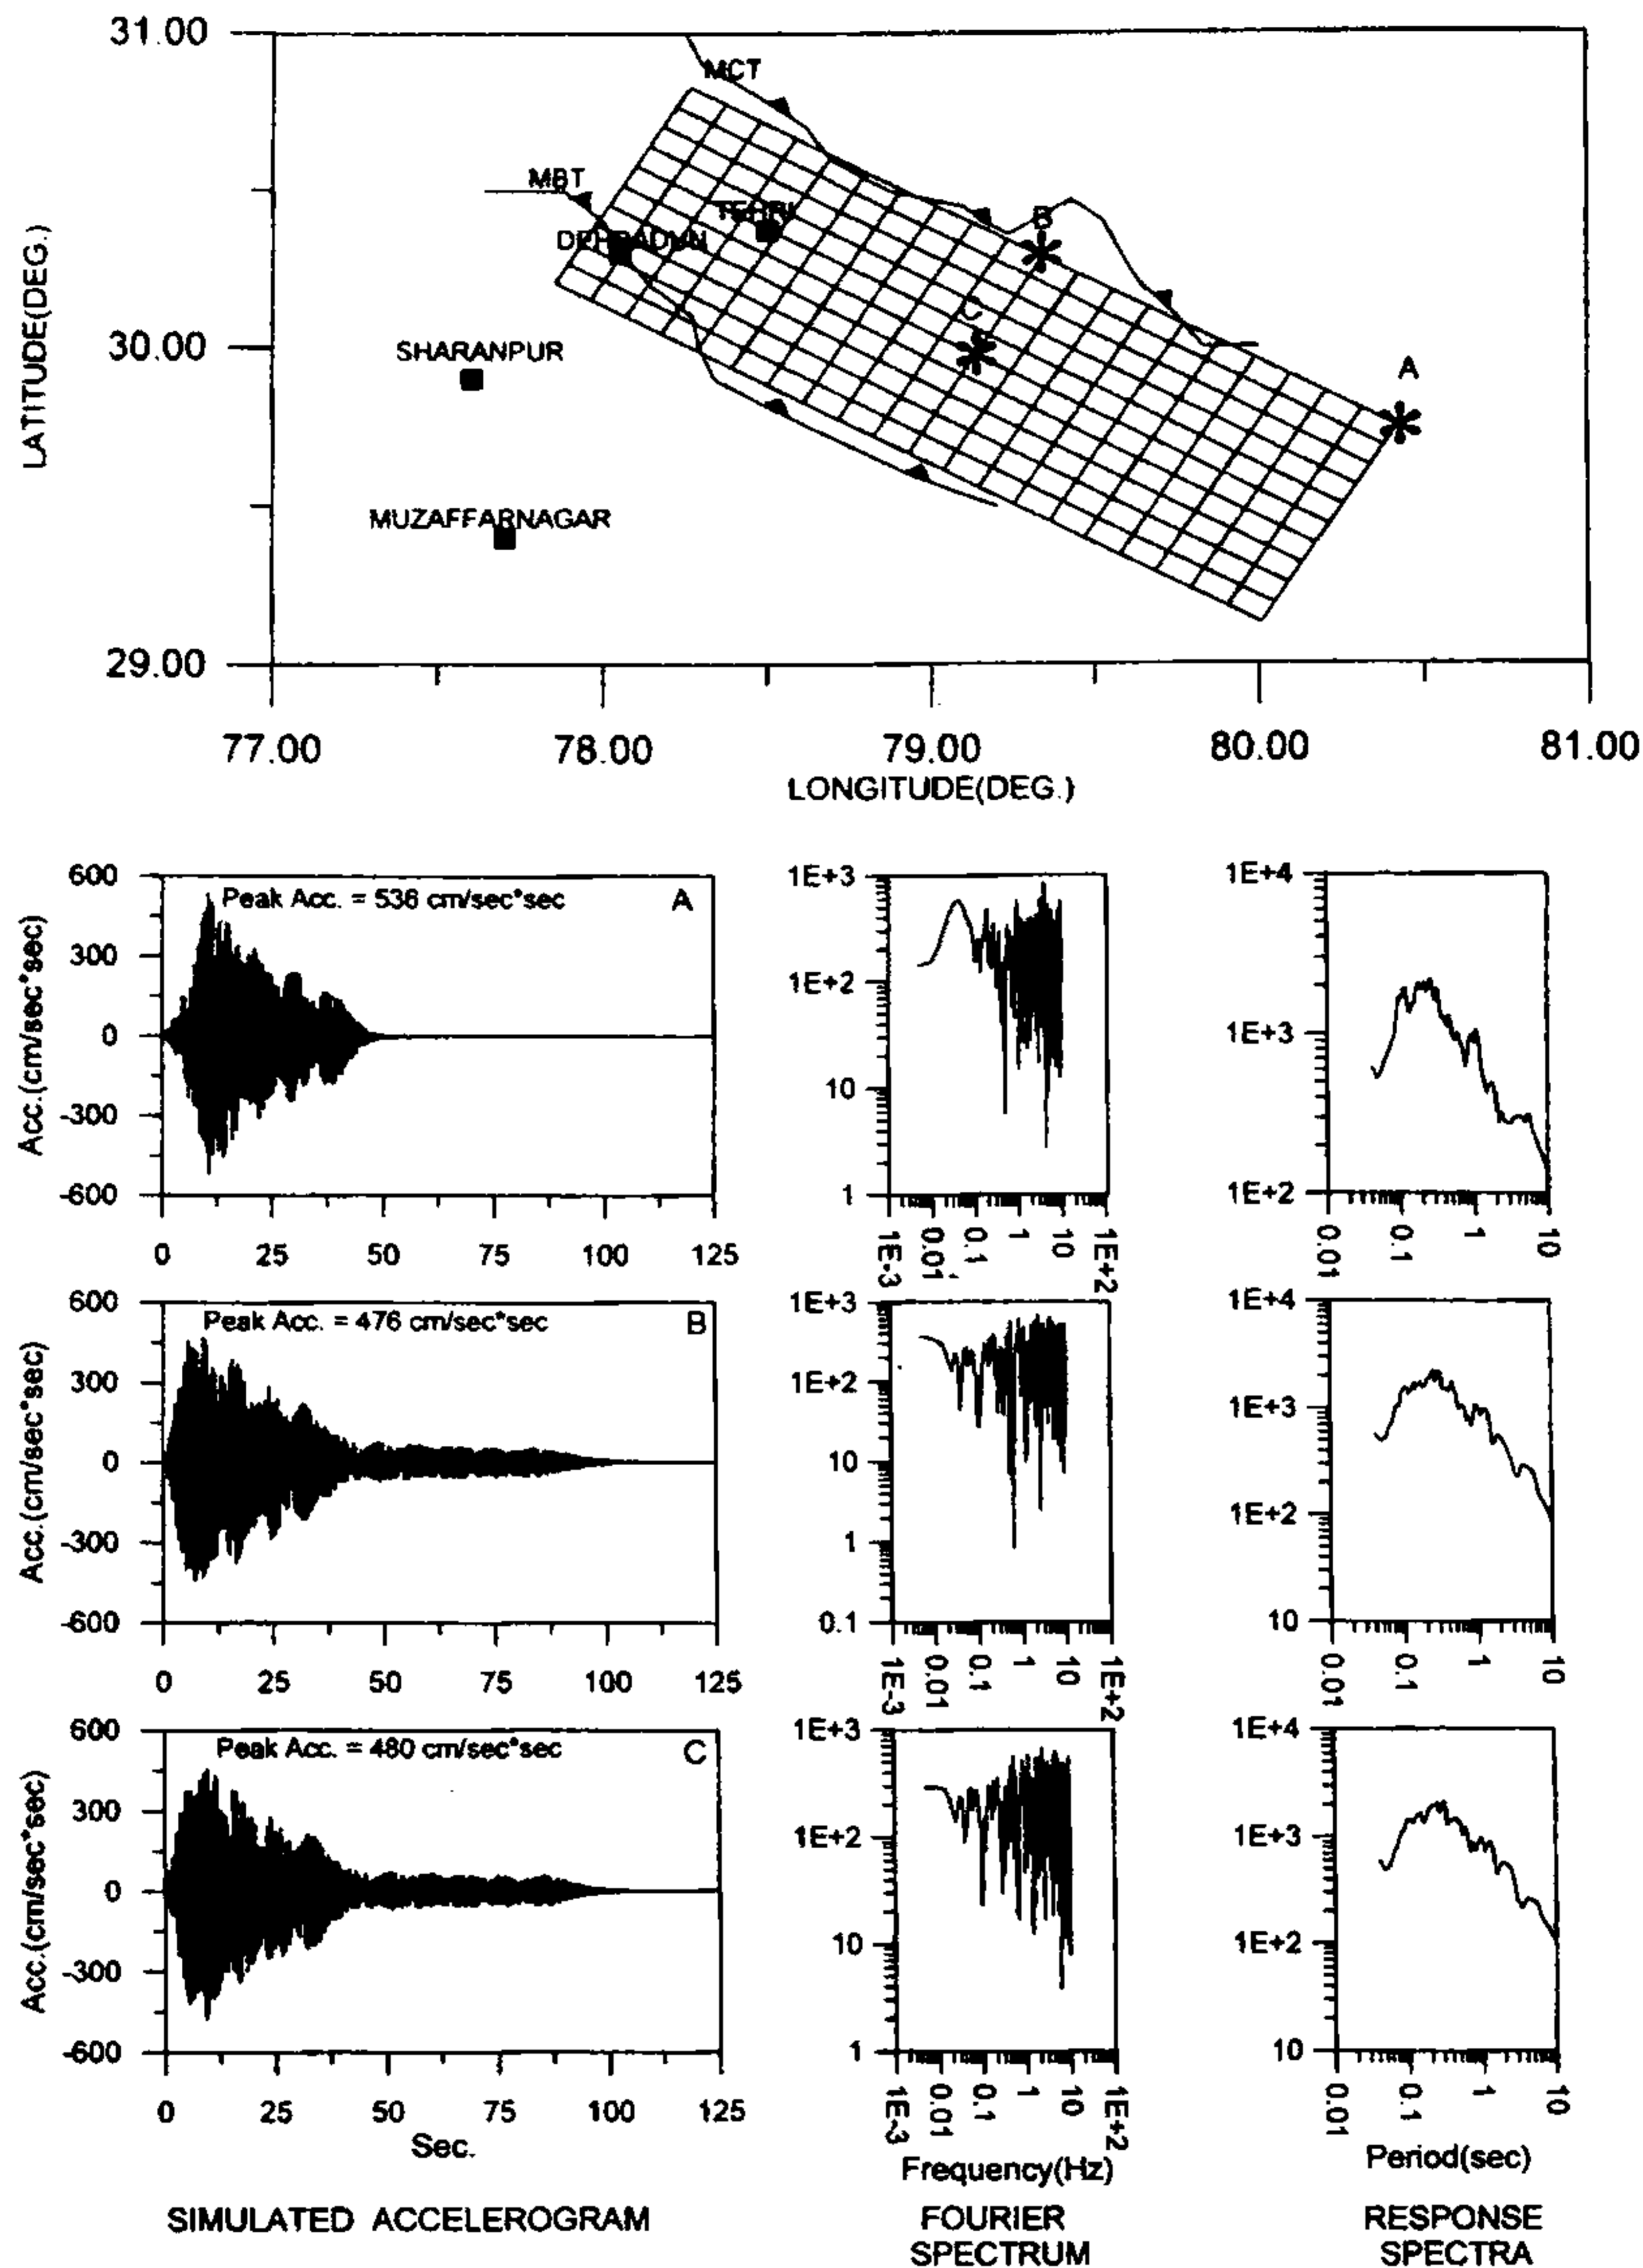 31.00
MCT
MBT
TEHRI
B
DEHRADUN
C
30.00
SHARANPUR
A
MUZAFFARNAGAR
29.00
LATITUDE(DEG.)
77.00 78.00 79.00 80.00 81.00
LONGITUDE(DEG.)
600 Peak Acc. = 536 cm/sec*sec A
300
0
-300
-600
Acc.(cm/sec*sec)
0 25 50 75 100 125
1E+3
1E+2
10
1
1E-3 0.01 0.1 1 10 1E+2
1E+4
1E+3
1E+2
0.01 0.1 1 10
600 Peak Acc. = 476 cm/sec*sec B
300
0
-300
-600
Acc.(cm/sec*sec)
0 25 50 75 100 125
1E+3
1E+2
10
1
0.1
1E-3 0.01 0.1 1 10 1E+2
1E+4
1E+3
1E+2
10
0.01 0.1 1 10
600 Peak Acc. = 480 cm/sec*sec C
300
0
-300
-600
Acc.(cm/sec*sec)
0 25 50 75 100 125
Sec.
1E+3
1E+2
10
1
1E-3 0.01 0.1 1 10 1E+2
Frequency(Hz)
1E+4
1E+3
1E+2
10
0.01 0.1 1 10
Period(sec)
SIMULATED ACCELEROGRAM
FOURIER
SPECTRUM
RESPONSE
SPECTRA